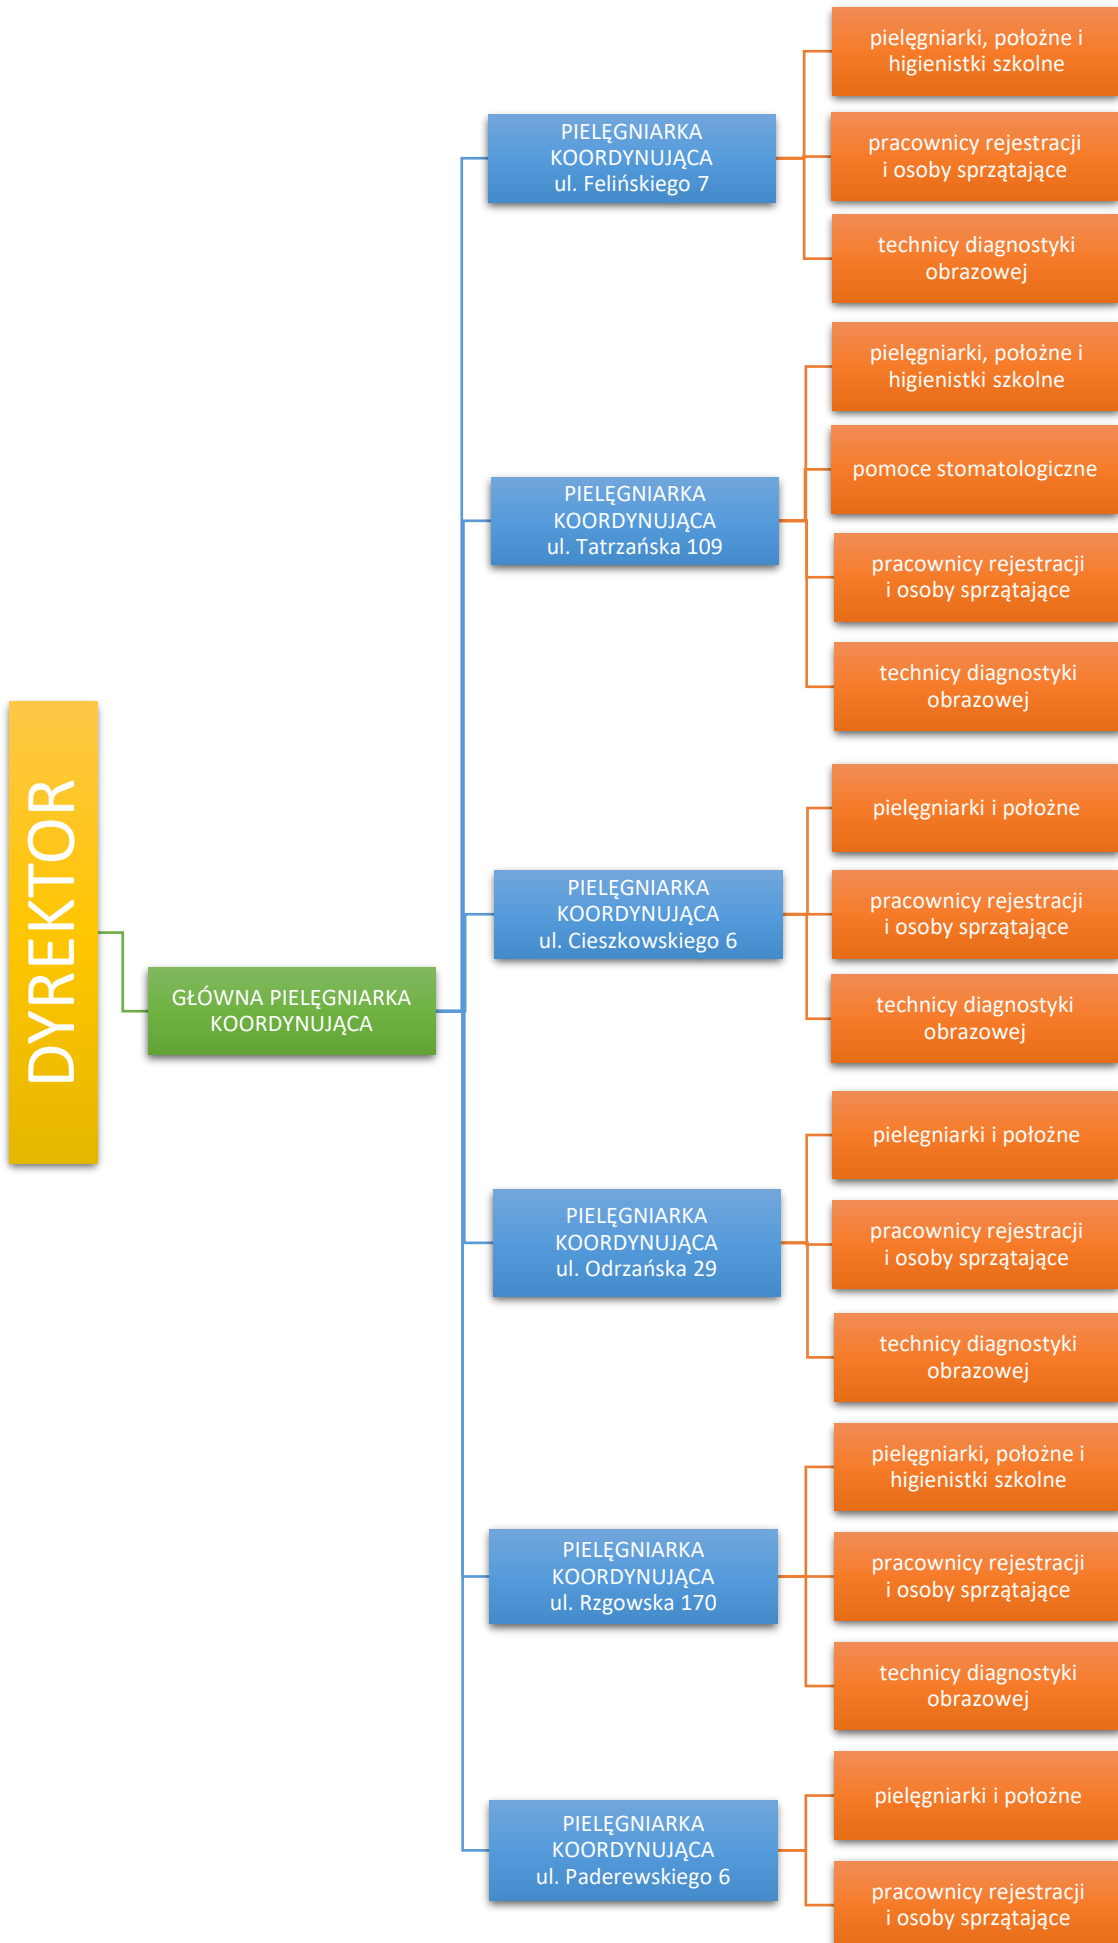 DYREKTOR
GŁÓWNA PIELĘGNIARKA
KOORDYNUJĄCA
PIELĘGNIARKA
KOORDYNUJĄCA
ul. Felińskiego 7
pielęgniarki, położne i
higienistki szkolne
pracownicy rejestracji
i osoby sprzątające
technicy diagnostyki
obrazowej
PIELĘGNIARKA
KOORDYNUJĄCA
ul. Tatrzańska 109
pielęgniarki, położne i
higienistki szkolne
pomoce stomatologiczne
pracownicy rejestracji
i osoby sprzątające
technicy diagnostyki
obrazowej
PIELĘGNIARKA
KOORDYNUJĄCA
ul. Cieszkowskiego 6
pielęgniarki i położne
pracownicy rejestracji
i osoby sprzątające
technicy diagnostyki
obrazowej
PIELĘGNIARKA
KOORDYNUJĄCA
ul. Odrzańska 29
pielegniarki i położne
pracownicy rejestracji
i osoby sprzątające
technicy diagnostyki
obrazowej
PIELĘGNIARKA
KOORDYNUJĄCA
ul. Rzgowska 170
pielęgniarki, położne i
higienistki szkolne
pracownicy rejestracji
i osoby sprzątające
technicy diagnostyki
obrazowej
PIELĘGNIARKA
KOORDYNUJĄCA
ul. Paderewskiego 6
pielęgniarki i położne
pracownicy rejestracji
i osoby sprzątające